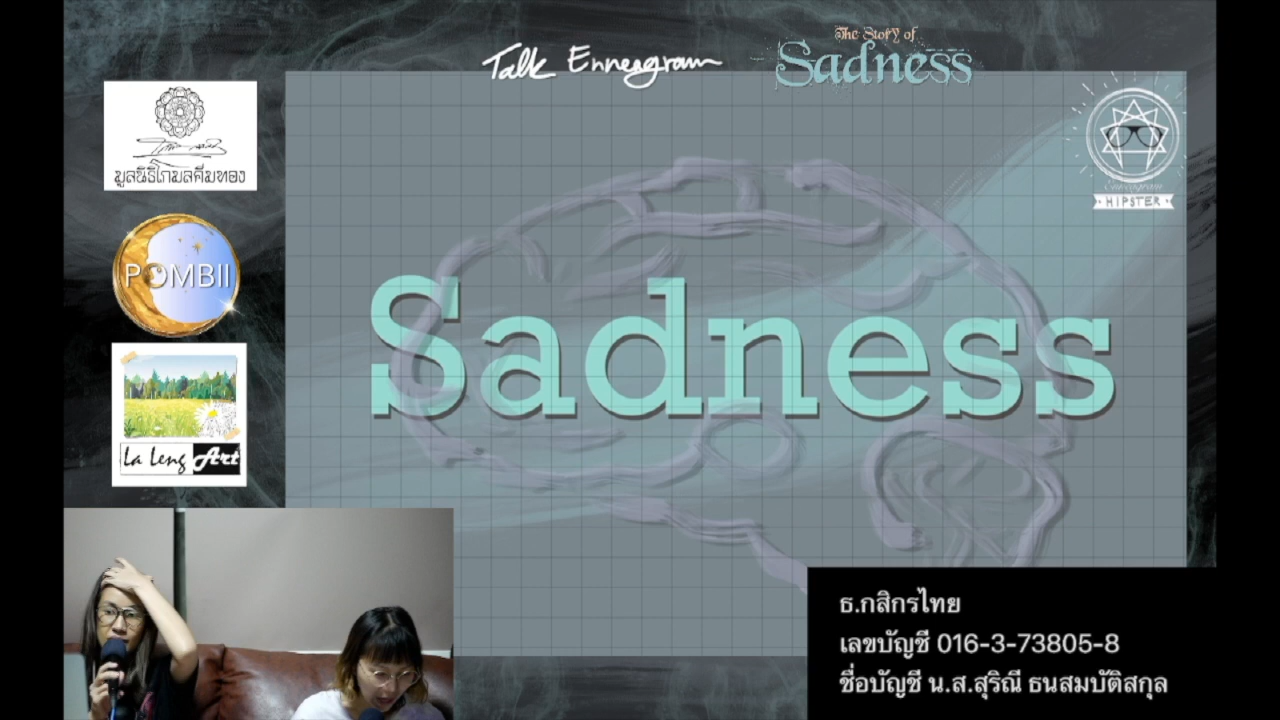 Talk Enneagram
The Story of
Sadness
มูลนิธิโกมลคีมทอง
POMBII
La Leng Art
Enneagram
HIPSTER
Sadness
ธ.กสิกรไทย
เลขบัญชี 016-3-73805-8
ชื่อบัญชี น.ส.สุริณี ธนสมบัติสกุล